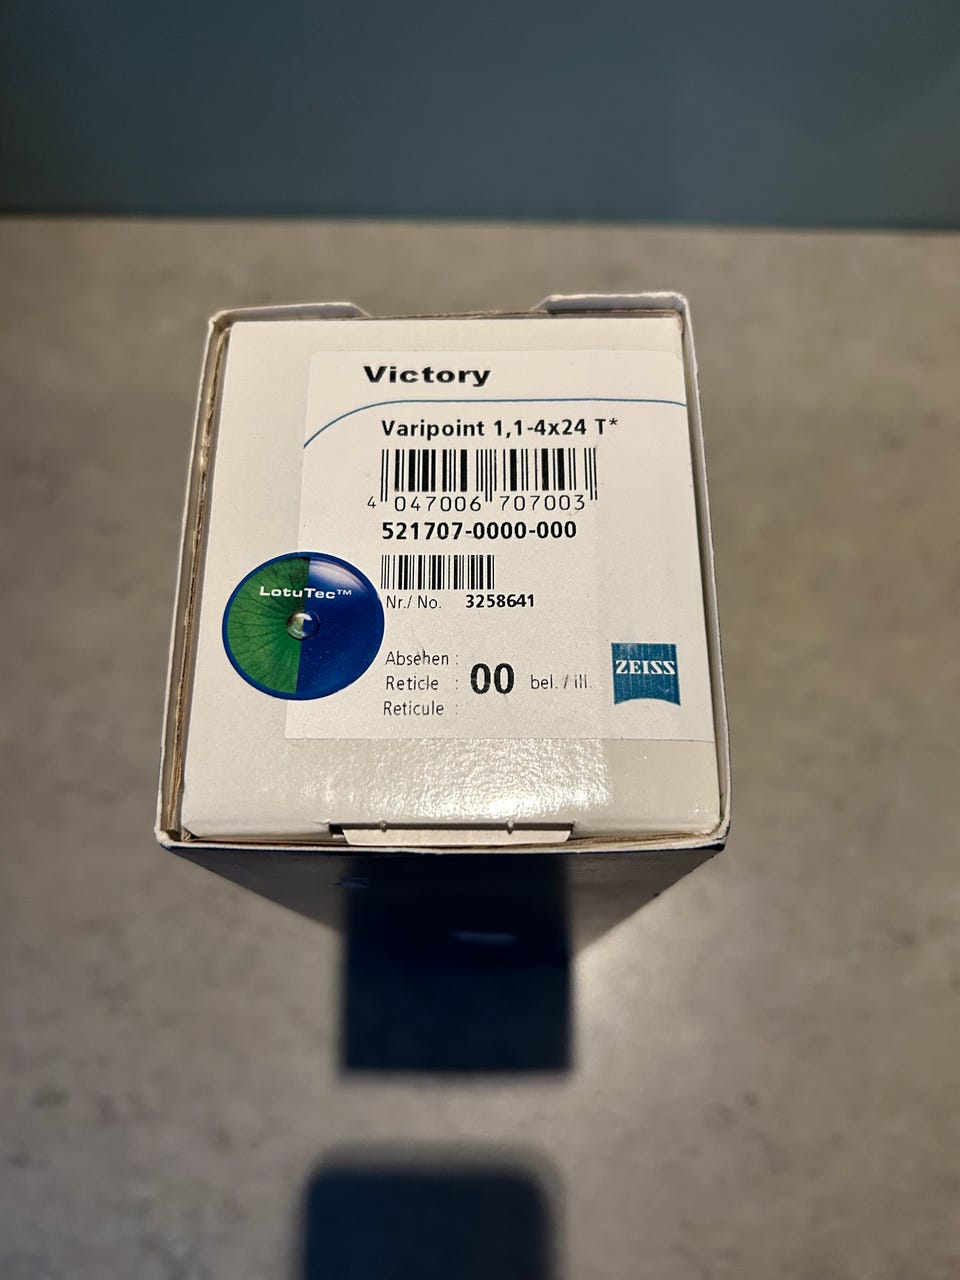 Victory
Varipoint 1,1-4x24 T*
4 047006 707003
521707-0000-000
LotuTec™
Nr./ No. 3258641
Absehen :
Reticle : 00 bel. / ill.
Reticule :
ZEISS